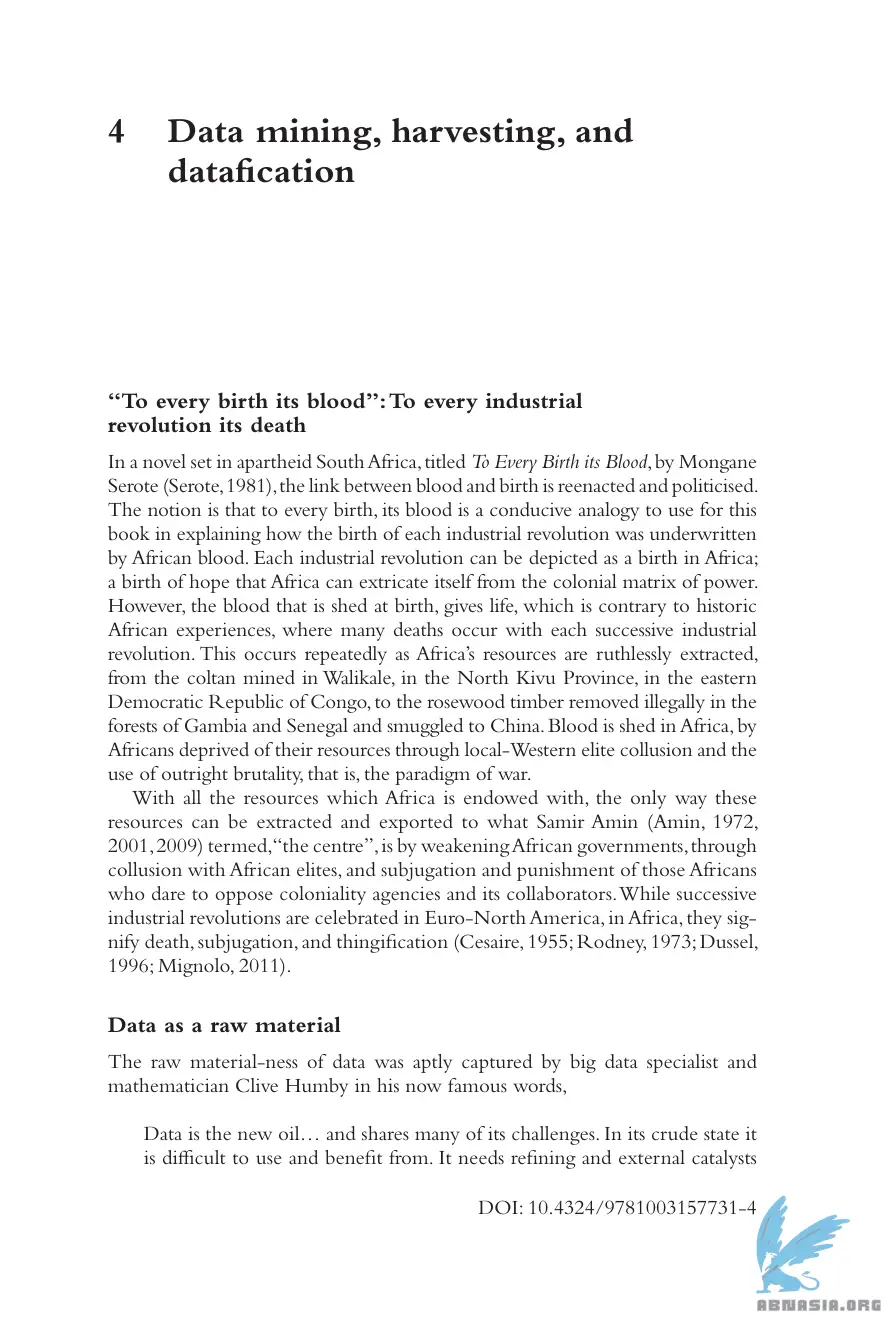 4 Data mining, harvesting, and
datafication
“To every birth its blood”: To every industrial
revolution its death
In a novel set in apartheid South Africa, titled To Every Birth its Blood, by Mongane
Serote (Serote, 1981), the link between blood and birth is reenacted and politicised.
The notion is that to every birth, its blood is a conducive analogy to use for this
book in explaining how the birth of each industrial revolution was underwritten
by African blood. Each industrial revolution can be depicted as a birth in Africa;
a birth of hope that Africa can extricate itself from the colonial matrix of power.
However, the blood that is shed at birth, gives life, which is contrary to historic
African experiences, where many deaths occur with each successive industrial
revolution. This occurs repeatedly as Africa’s resources are ruthlessly extracted,
from the coltan mined in Walikale, in the North Kivu Province, in the eastern
Democratic Republic of Congo, to the rosewood timber removed illegally in the
forests of Gambia and Senegal and smuggled to China. Blood is shed in Africa, by
Africans deprived of their resources through local-Western elite collusion and the
use of outright brutality, that is, the paradigm of war.
With all the resources which Africa is endowed with, the only way these
resources can be extracted and exported to what Samir Amin (Amin, 1972,
2001, 2009) termed, “the centre”, is by weakening African governments, through
collusion with African elites, and subjugation and punishment of those Africans
who dare to oppose coloniality agencies and its collaborators. While successive
industrial revolutions are celebrated in Euro-North America, in Africa, they sig-
nify death, subjugation, and thingification (Cesaire, 1955; Rodney, 1973; Dussel,
1996; Mignolo, 2011).
Data as a raw material
The raw material-ness of data was aptly captured by big data specialist and
mathematician Clive Humby in his now famous words,
Data is the new oil… and shares many of its challenges. In its crude state it
is difficult to use and benefit from. It needs refining and external catalysts
DOI: 10.4324/9781003157731-4
ABNASIA.ORG